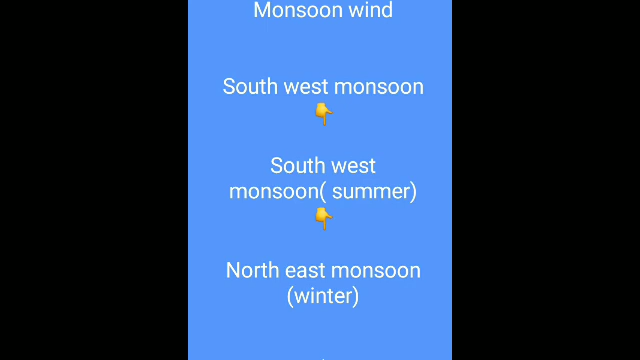 Monsoon wind
South west monsoon
👇
South west
monsoon( summer)
👇
North east monsoon
(winter)